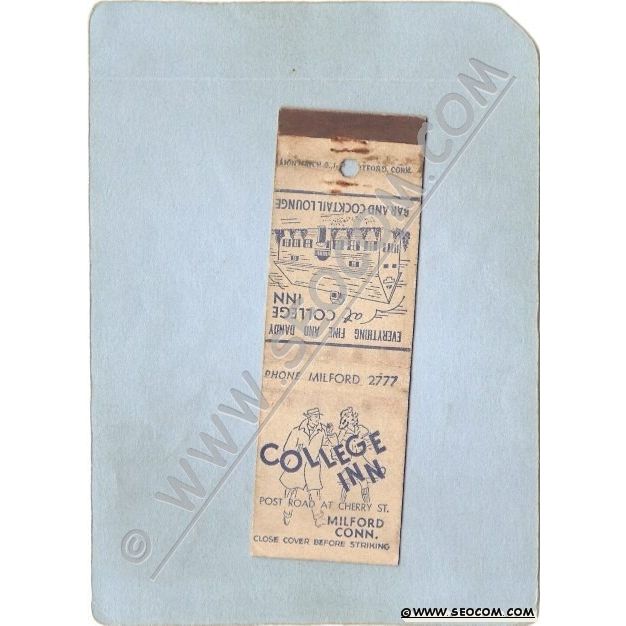 BAR AND COCKTAIL LOUNGE
EVERYTHING FINE AND DANDY
at COLLEGE
INN
PHONE MILFORD 2777
COLLEGE
INN
POST ROAD AT CHERRY ST.
MILFORD
CONN.
CLOSE COVER BEFORE STRIKING
CONN.
© WWW.SEOCOM.COM
©WWW.SEOCOM.COM